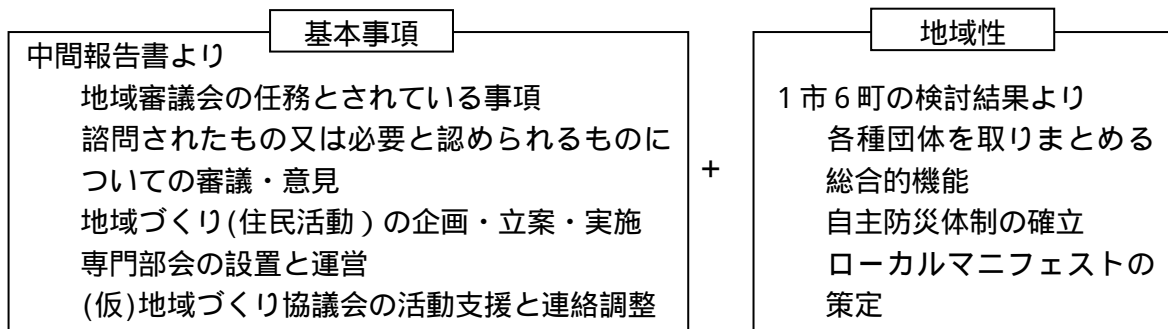 基本事項
中間報告書より
地域審議会の任務とされている事項
諮問されたもの又は必要と認められるものに
ついての審議・意見
地域づくり(住民活動)の企画・立案・実施
専門部会の設置と運営
(仮)地域づくり協議会の活動支援と連絡調整
+
地域性
1市6町の検討結果より
各種団体を取りまとめる
総合的機能
自主防災体制の確立
ローカルマニフェストの
策定